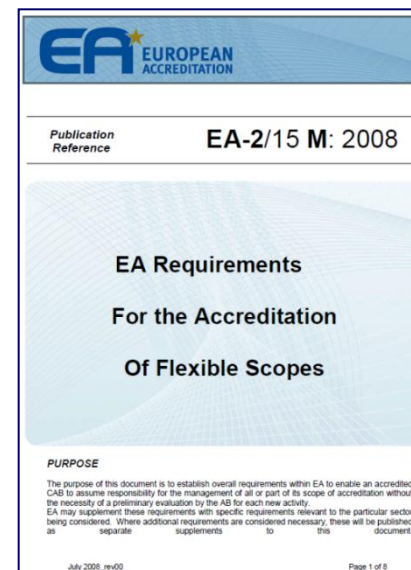 EA EUROPEAN
ACCREDITATION
Publication
Reference
EA-2/15 M: 2008
EA Requirements
For the Accreditation
Of Flexible Scopes
PURPOSE
The purpose of this document is to establish overall requirements within EA to enable an accredited
CAB to assume responsibility for the management of all or part of its scope of accreditation without
the necessity of a preliminary evaluation by the AB for each new activity.
EA may supplement these requirements with specific requirements relevant to the particular sector
being considered. Where additional requirements are considered necessary, these will be published
as separate supplements to this document
July 2008 rev00
Page 1 of 8